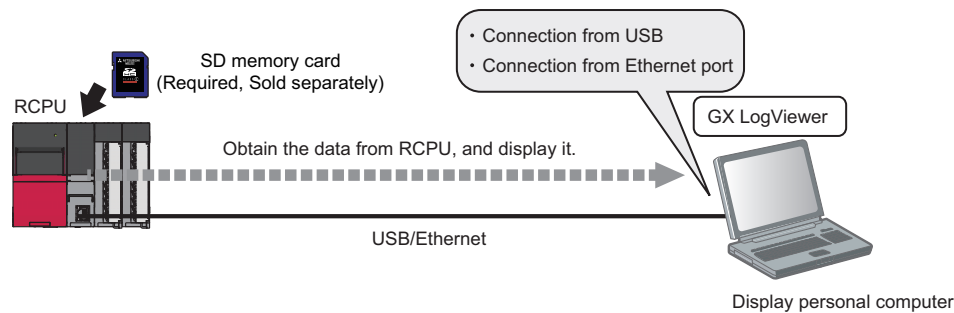 SD memory card
(Required, Sold separately)
RCPU
・Connection from USB
・Connection from Ethernet port
GX LogViewer
Obtain the data from RCPU, and display it.
USB/Ethernet
Display personal computer